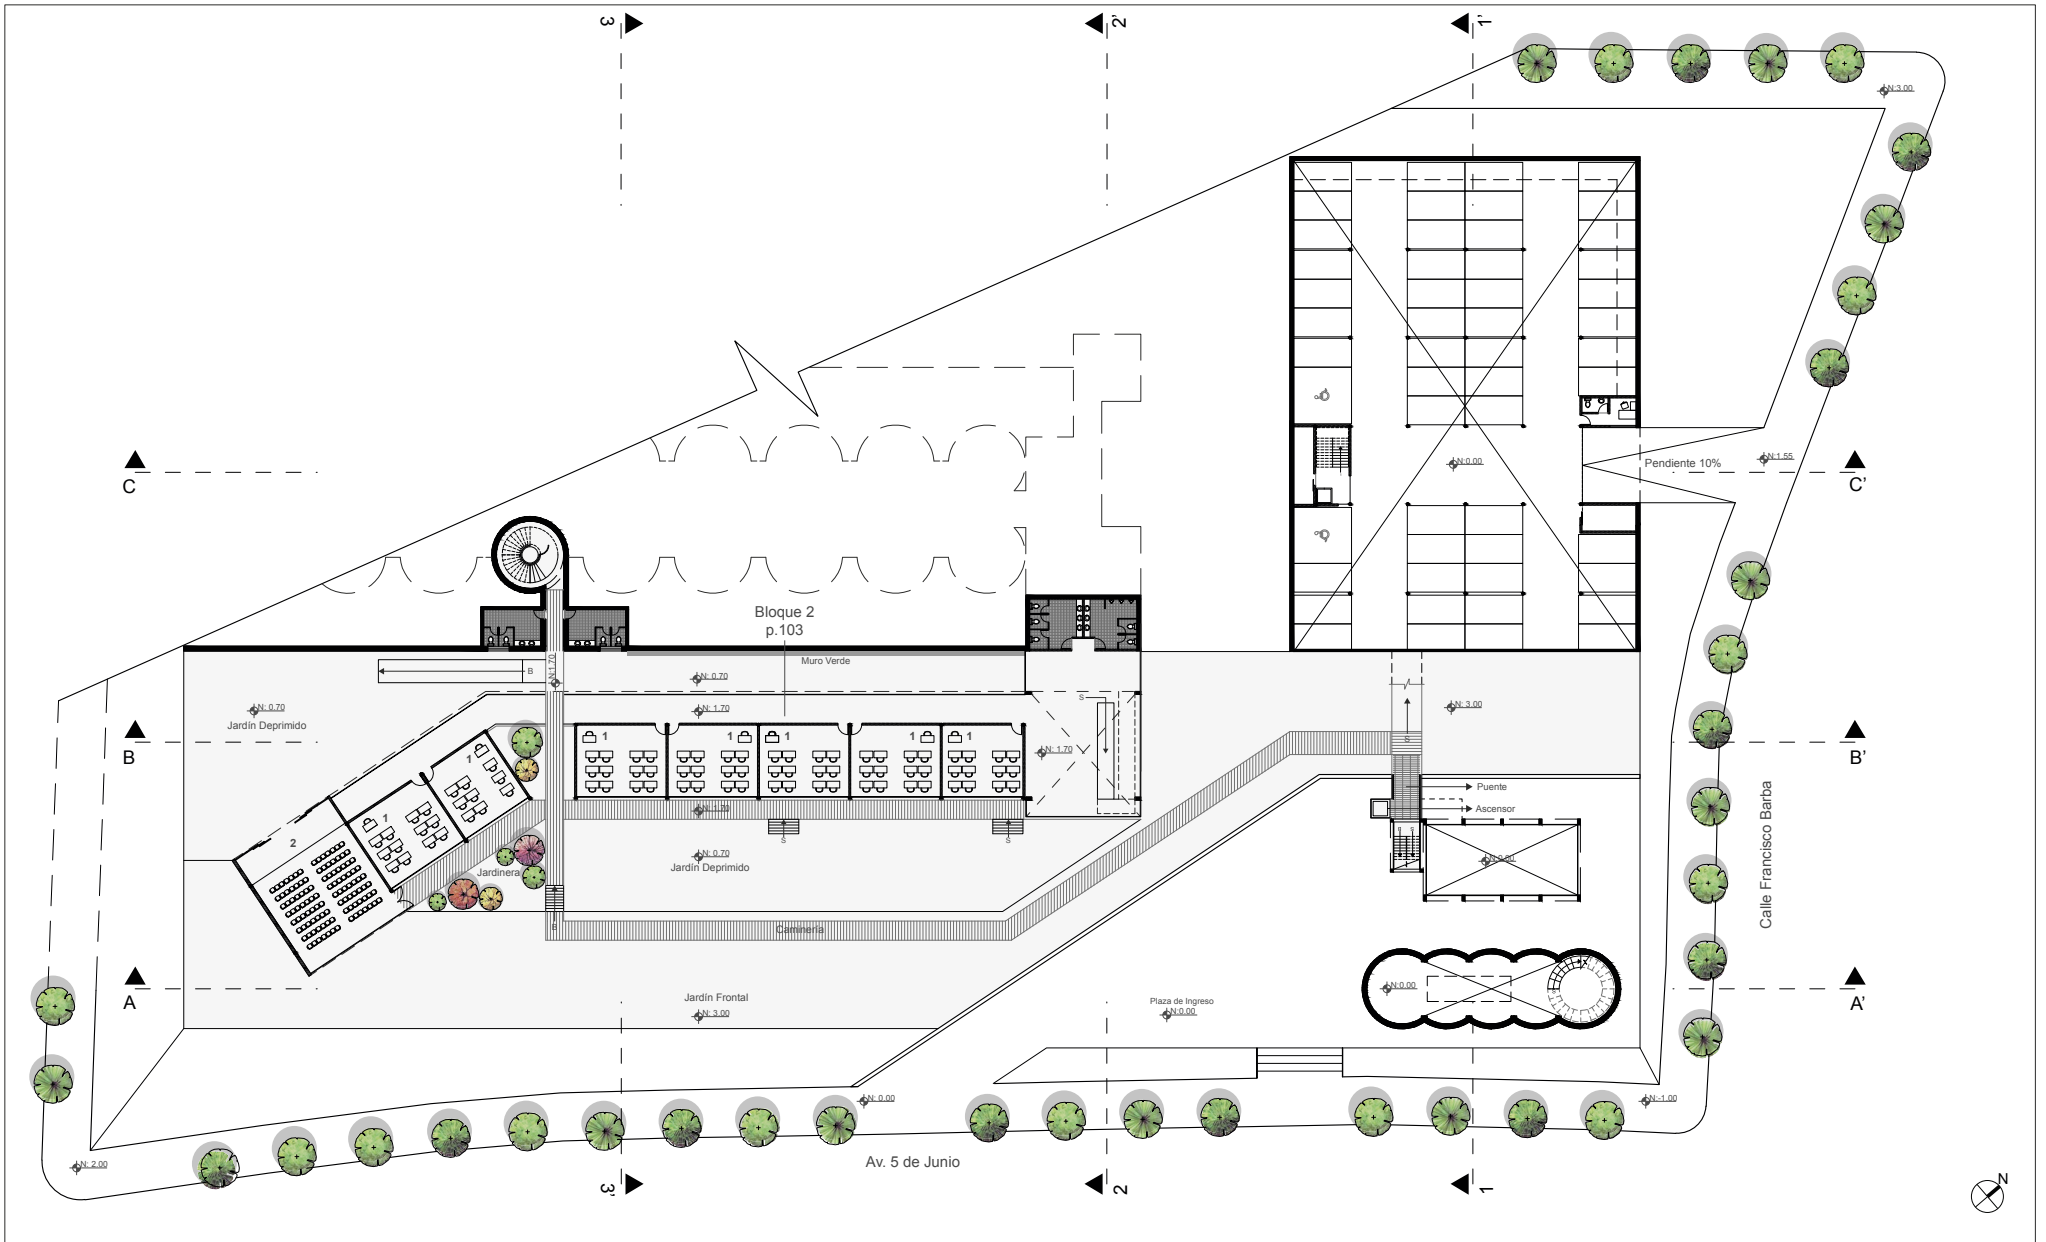 3
2'
1'
N:3.00
C
N:0.00
Pendiente 10%
N:1.55
C'
Bloque 2
p.103
Muro Verde
N:1.70
B
N: 0.70
N: 0.70
Jardín Deprimido
N: 1.70
S
N: 3.00
B
B'
1
1
1
1
1
1
1
2
N: 1.70
S
Puente
Ascensor
Calle Francisco Barba
N: 1.70
S
S
N: 0.70
Jardín Deprimido
Jardinera
B
S
B
Caminería
A
Jardín Frontal
N: 3.00
Plaza de Ingreso
N:0.00
N:0.00
A'
N: 0.00
N:-1.00
N: 2.00
Av. 5 de Junio
3'
2
1
N